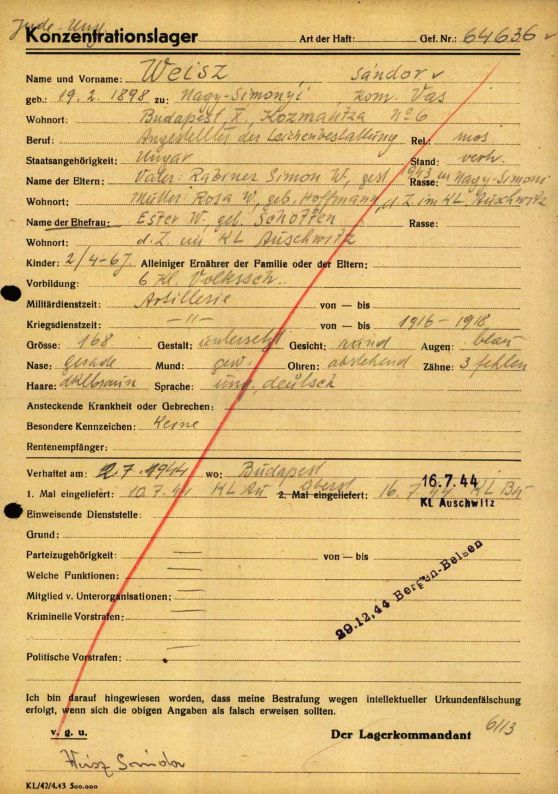 Jude - Ung.
Konzentrationslager Art der Haft: Gef. Nr.: 64636
Name und Vorname: Weisz, Sándor
geb.: 19.2.1898 zu: Nagy-Simonyi Kom. Vas
Wohnort: Budapest, X., Kozma No 6
Beruf: Angestellter der Leichenbestattung Rel.: mos
Staatsangehörigkeit: Ungar Stand: verh.
Name der Eltern: Vater: Simon W, gest 1943 in Nagy-Simoni Rasse:
Wohnort: Mutter: Rosa W, geb. Hoffmann, d.Z. im KL Auschwitz
Name der Ehefrau: Ester W, geb. Schotten Rasse:
Wohnort: d.Z. im KL Auschwitz
Kinder: 2/4-6J. Alleiniger Ernährer der Familie oder der Eltern:
Vorbildung: 6 Kl. Volkssch.
Militärdienstzeit: Artillerie von — bis
Kriegsdienstzeit: -II- von — bis 1916-1918
Grösse: 168 Gestalt: untersetzt Gesicht: rund Augen: blau
Nase: gerade Mund: gew. Ohren: abstehend Zähne: 3 fehlen
Haare: Sprache: ung, deutsch
Ansteckende Krankheit oder Gebrechen:
Besondere Kennzeichen: keine
Rentenempfänger:
Verhaftet am: 2.7.1944 wo: Budapest
16.7.44
KL Auschwitz
1. Mal eingeliefert: 10.7.44 KL Au 2. Mal eingeliefert: 16.7.44 KL Bu
Einweisende Dienststelle:
Grund:
Parteizugehörigkeit: von — bis
Welche Funktionen:
Mitglied v. Unterorganisationen:
Kriminelle Vorstrafen:
29.12.44 Bergen-Belsen
Politische Vorstrafen:
Ich bin darauf hingewiesen worden, dass meine Bestrafung wegen intellektueller Urkundenfälschung
erfolgt, wenn sich die obigen Angaben als falsch erweisen sollten.
v. g. u. Der Lagerkommandant 6113
Weisz Sándor
KL/42/4.43 500.000